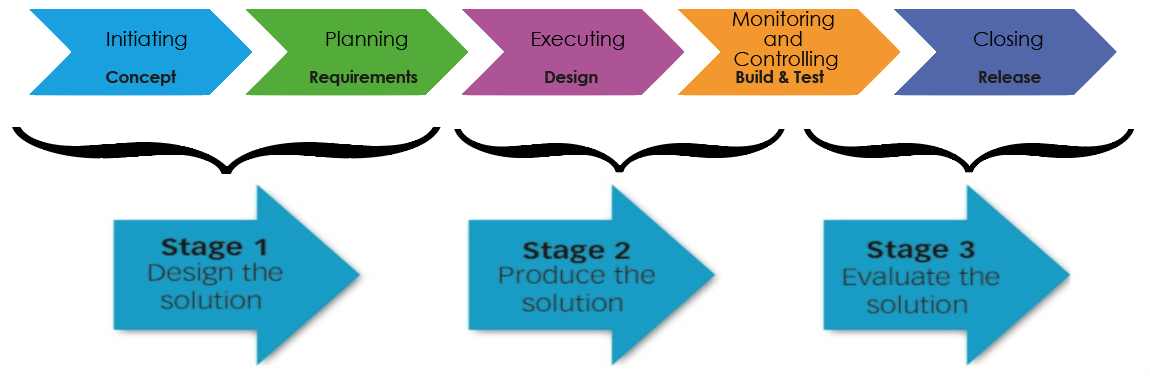 Initiating
Concept
Planning
Requirements
Executing
Design
Monitoring
and
Controlling
Build & Test
Closing
Release
Stage 1
Design the
solution
Stage 2
Produce the
solution
Stage 3
Evaluate the
solution